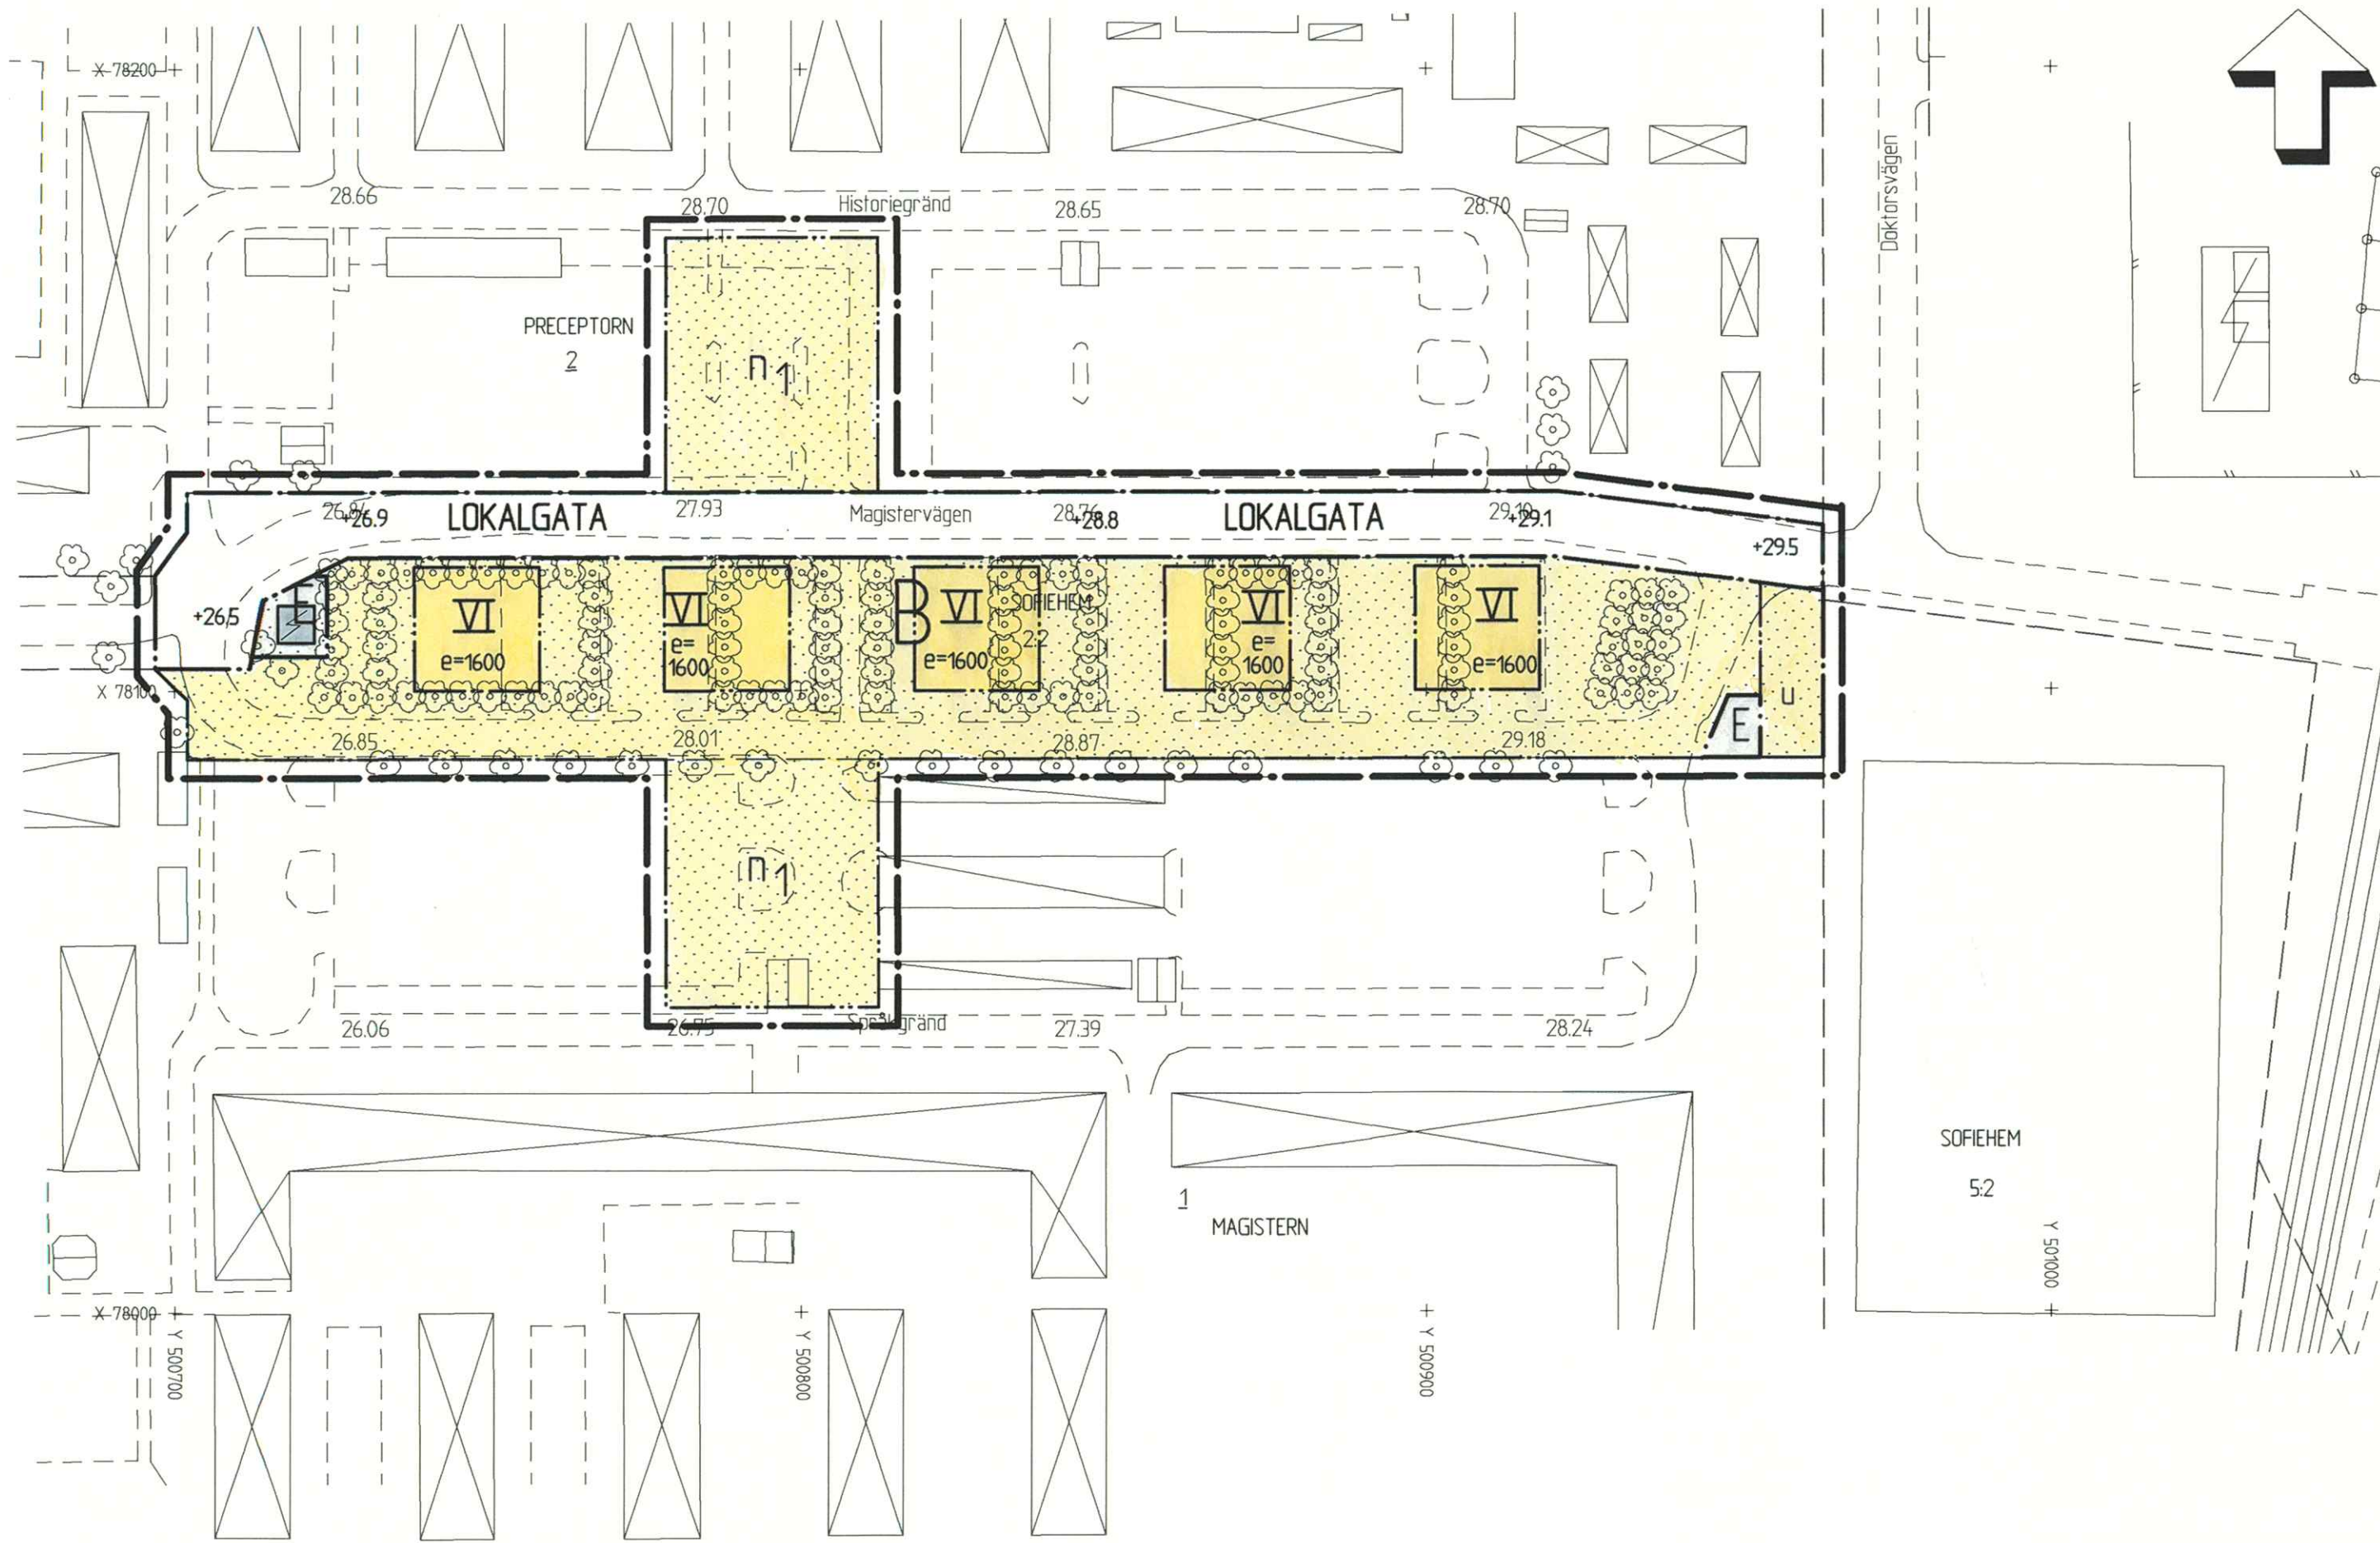 X 78200
Doktorsvägen
28.66
28.70
Historiegränd
28.65
28.70
PRECEPTORN
2
n1
+26.9
LOKALGATA
27.93
Magistervägen
+28.8
LOKALGATA
+29.1
+29.5
+26,5
E
VI
e=1600
VI
e=
1600
B
VI
e=1600
SOFIEHEM
2:2
VI
e=
1600
VI
e=1600
u
E
X 78100
26.85
28.01
28.87
29.18
n1
26.06
26.75
Språkgränd
27.39
28.24
SOFIEHEM
5:2
1
MAGISTERN
X 78000
Y 500700
Y 500800
Y 500900
Y 501000